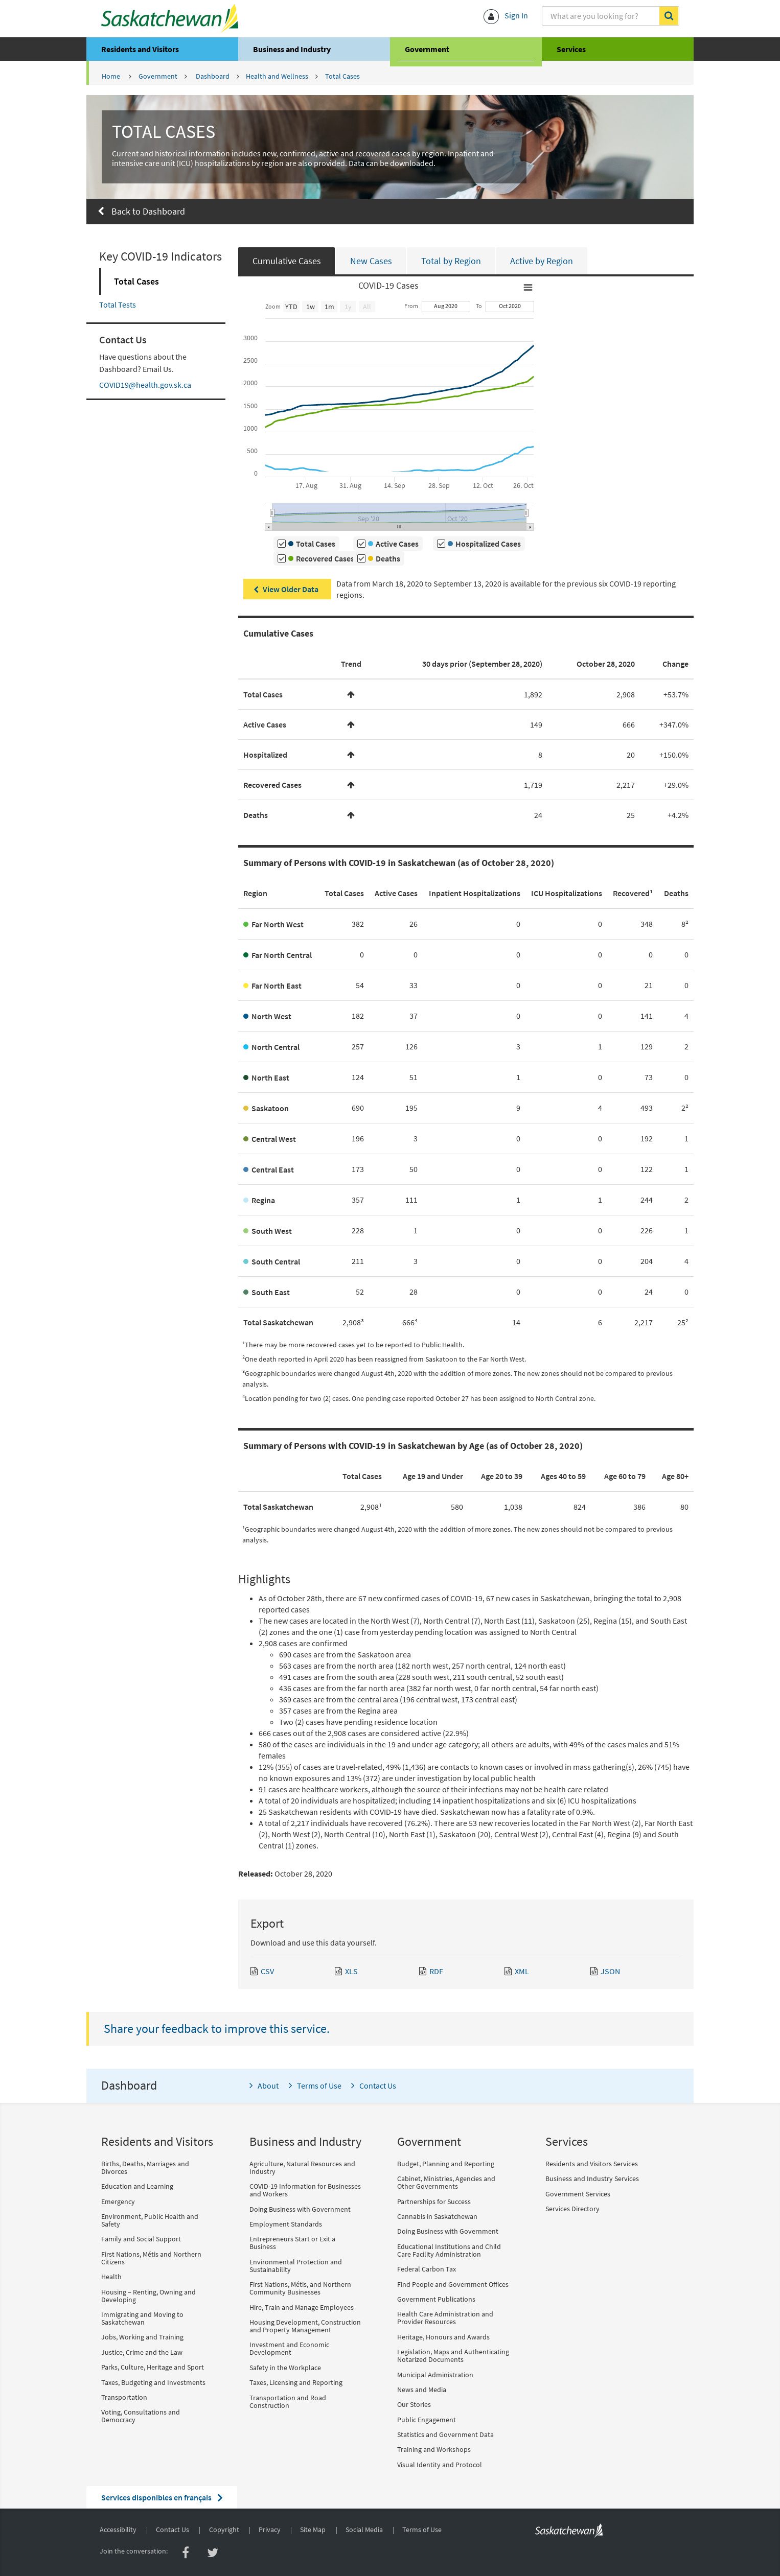 Saskatchewan
Sign In
What are you looking for?
Residents and Visitors
Business and Industry
Government
Services
Home > Government > Dashboard > Health and Wellness > Total Cases
TOTAL CASES
Current and historical information includes new, confirmed, active and recovered cases by region. Inpatient and
intensive care unit (ICU) hospitalizations by region are also provided. Data can be downloaded.
Back to Dashboard
Key COVID-19 Indicators
Total Cases
Total Tests
Contact Us
Have questions about the
Dashboard? Email Us.
COVID19@health.gov.sk.ca
Cumulative Cases
New Cases
Total by Region
Active by Region
COVID-19 Cases
Zoom YTD 1w 1m 1y All
From Aug 2020 To Oct 2020
3000
2500
2000
1500
1000
500
0
17. Aug 31. Aug 14. Sep 28. Sep 12. Oct 26. Oct
Sep '20 Oct '20
Total Cases Active Cases Hospitalized Cases
Recovered Cases Deaths
View Older Data
Data from March 18, 2020 to September 13, 2020 is available for the previous six COVID-19 reporting
regions.
Cumulative Cases
Trend 30 days prior (September 28, 2020) October 28, 2020 Change
Total Cases 1,892 2,908 +53.7%
Active Cases 149 666 +347.0%
Hospitalized 8 20 +150.0%
Recovered Cases 1,719 2,217 +29.0%
Deaths 24 25 +4.2%
Summary of Persons with COVID-19 in Saskatchewan (as of October 28, 2020)
Region Total Cases Active Cases Inpatient Hospitalizations ICU Hospitalizations Recovered¹ Deaths
Far North West 382 26 0 0 348 8²
Far North Central 0 0 0 0 0 0
Far North East 54 33 0 0 21 0
North West 182 37 0 0 141 4
North Central 257 126 3 1 129 2
North East 124 51 1 0 73 0
Saskatoon 690 195 9 4 493 2²
Central West 196 3 0 0 192 1
Central East 173 50 0 0 122 1
Regina 357 111 1 1 244 2
South West 228 1 0 0 226 1
South Central 211 3 0 0 204 4
South East 52 28 0 0 24 0
Total Saskatchewan 2,908³ 666⁴ 14 6 2,217 25²
¹There may be more recovered cases yet to be reported to Public Health.
²One death reported in April 2020 has been reassigned from Saskatoon to the Far North West.
³Geographic boundaries were changed August 4th, 2020 with the addition of more zones. The new zones should not be compared to previous
analysis.
⁴Location pending for two (2) cases. One pending case reported October 27 has been assigned to North Central zone.
Summary of Persons with COVID-19 in Saskatchewan by Age (as of October 28, 2020)
Total Cases Age 19 and Under Age 20 to 39 Ages 40 to 59 Age 60 to 79 Age 80+
Total Saskatchewan 2,908¹ 580 1,038 824 386 80
¹Geographic boundaries were changed August 4th, 2020 with the addition of more zones. The new zones should not be compared to previous
analysis.
Highlights
As of October 28th, there are 67 new confirmed cases of COVID-19, 67 new cases in Saskatchewan, bringing the total to 2,908
reported cases
The new cases are located in the North West (7), North Central (7), North East (11), Saskatoon (25), Regina (15), and South East
(2) zones and the one (1) case from yesterday pending location was assigned to North Central
2,908 cases are confirmed
690 cases are from the Saskatoon area
563 cases are from the north area (182 north west, 257 north central, 124 north east)
491 cases are from the south area (228 south west, 211 south central, 52 south east)
436 cases are from the far north area (382 far north west, 0 far north central, 54 far north east)
369 cases are from the central area (196 central west, 173 central east)
357 cases are from the Regina area
Two (2) cases have pending residence location
666 cases out of the 2,908 cases are considered active (22.9%)
580 of the cases are individuals in the 19 and under age category; all others are adults, with 49% of the cases males and 51%
females
12% (355) of cases are travel-related, 49% (1,436) are contacts to known cases or involved in mass gathering(s), 26% (745) have
no known exposures and 13% (372) are under investigation by local public health
91 cases are healthcare workers, although the source of their infections may not be health care related
A total of 20 individuals are hospitalized; including 14 inpatient hospitalizations and six (6) ICU hospitalizations
25 Saskatchewan residents with COVID-19 have died. Saskatchewan now has a fatality rate of 0.9%.
A total of 2,217 individuals have recovered (76.2%). There are 53 new recoveries located in the Far North West (2), Far North East
(2), North West (2), North Central (10), North East (1), Saskatoon (20), Central West (2), Central East (4), Regina (9) and South
Central (1) zones.
Released: October 28, 2020
Export
Download and use this data yourself.
CSV XLS RDF XML JSON
Share your feedback to improve this service.
Dashboard
About
Terms of Use
Contact Us
Residents and Visitors
Births, Deaths, Marriages and
Divorces
Education and Learning
Emergency
Environment, Public Health and
Safety
Family and Social Support
First Nations, Métis and Northern
Citizens
Health
Housing – Renting, Owning and
Developing
Immigrating and Moving to
Saskatchewan
Jobs, Working and Training
Justice, Crime and the Law
Parks, Culture, Heritage and Sport
Taxes, Budgeting and Investments
Transportation
Voting, Consultations and
Democracy
Business and Industry
Agriculture, Natural Resources and
Industry
COVID-19 Information for Businesses
and Workers
Doing Business with Government
Employment Standards
Entrepreneurs Start or Exit a
Business
Environmental Protection and
Sustainability
First Nations, Métis, and Northern
Community Businesses
Hire, Train and Manage Employees
Housing Development, Construction
and Property Management
Investment and Economic
Development
Safety in the Workplace
Taxes, Licensing and Reporting
Transportation and Road
Construction
Government
Budget, Planning and Reporting
Cabinet, Ministries, Agencies and
Other Governments
Partnerships for Success
Cannabis in Saskatchewan
Doing Business with Government
Educational Institutions and Child
Care Facility Administration
Federal Carbon Tax
Find People and Government Offices
Government Publications
Health Care Administration and
Provider Resources
Heritage, Honours and Awards
Legislation, Maps and Authenticating
Notarized Documents
Municipal Administration
News and Media
Our Stories
Public Engagement
Statistics and Government Data
Training and Workshops
Visual Identity and Protocol
Services
Residents and Visitors Services
Business and Industry Services
Government Services
Services Directory
Services disponibles en français
Accessibility | Contact Us | Copyright | Privacy | Site Map | Social Media | Terms of Use
Saskatchewan
Join the conversation: